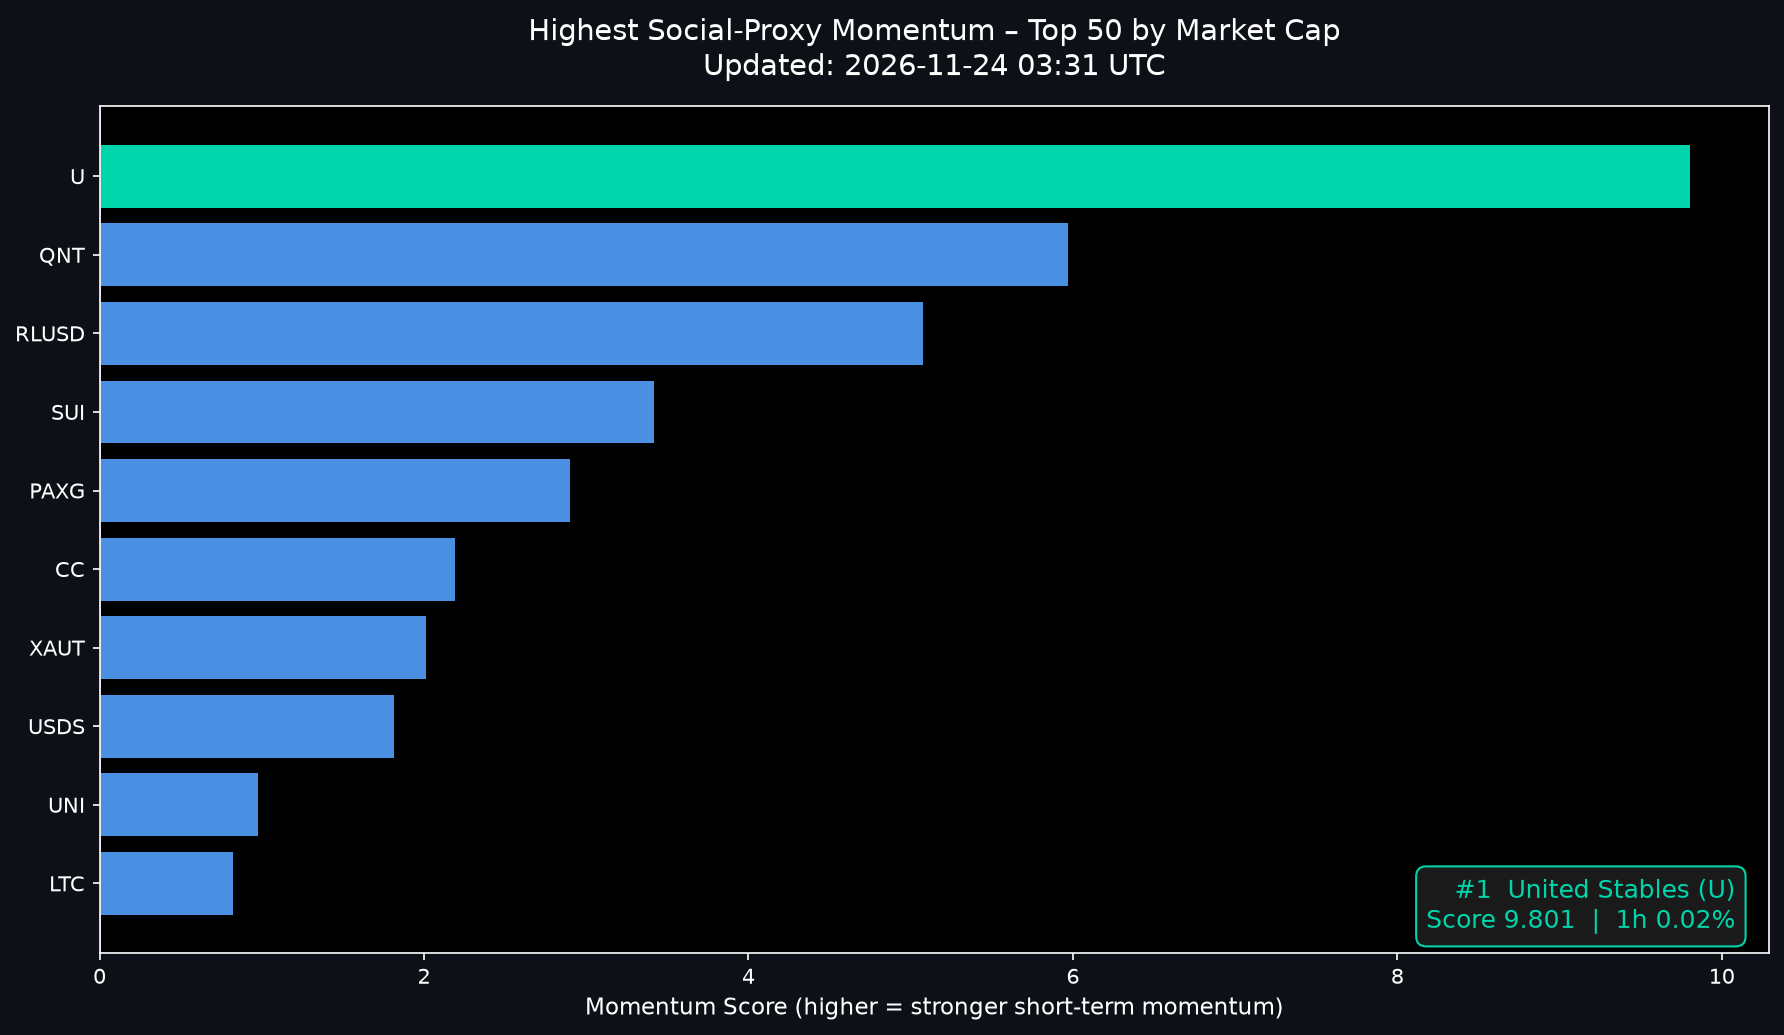 Highest Social-Proxy Momentum – Top 50 by Market Cap
Updated: 2026-11-24 03:31 UTC
U
QNT
RLUSD
SUI
PAXG
CC
XAUT
USDS
UNI
LTC
#1  United Stables (U)
Score 9.801  |  1h 0.02%
0 2 4 6 8 10
Momentum Score (higher = stronger short-term momentum)